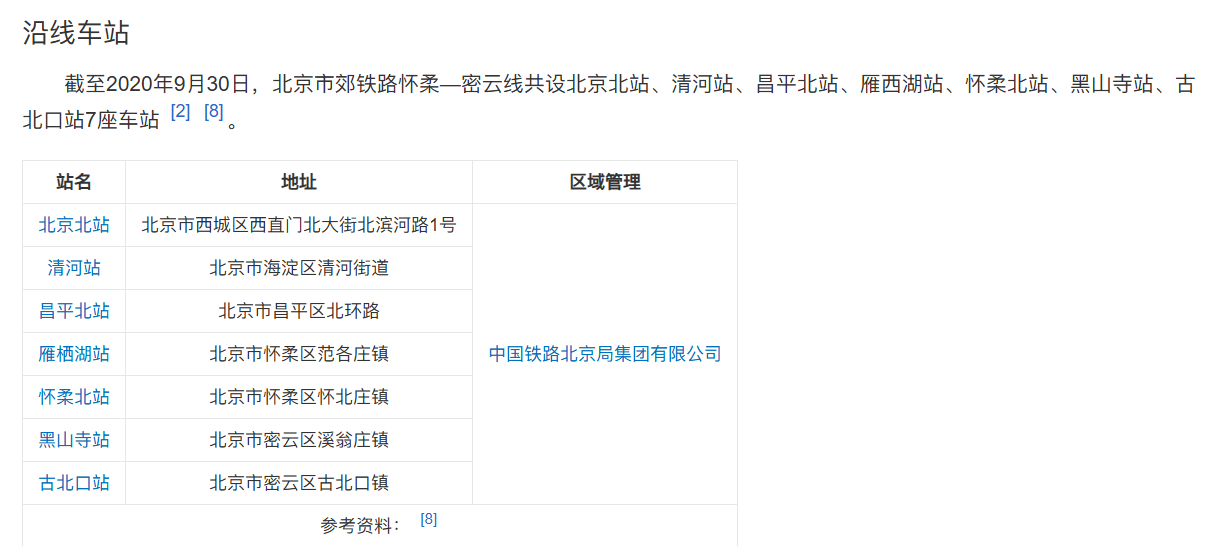 沿线车站
截至2020年9月30日，北京市郊铁路怀柔—密云线共设北京北站、清河站、昌平北站、雁西湖站、怀柔北站、黑山寺站、古
北口站7座车站 [2] [8] 。
站名 地址 区域管理
北京北站 北京市西城区西直门北大街北滨河路1号
清河站 北京市海淀区清河街道
昌平北站 北京市昌平区北环路
雁栖湖站 北京市怀柔区范各庄镇 中国铁路北京局集团有限公司
怀柔北站 北京市怀柔区怀北庄镇
黑山寺站 北京市密云区溪翁庄镇
古北口站 北京市密云区古北口镇
参考资料： [8]